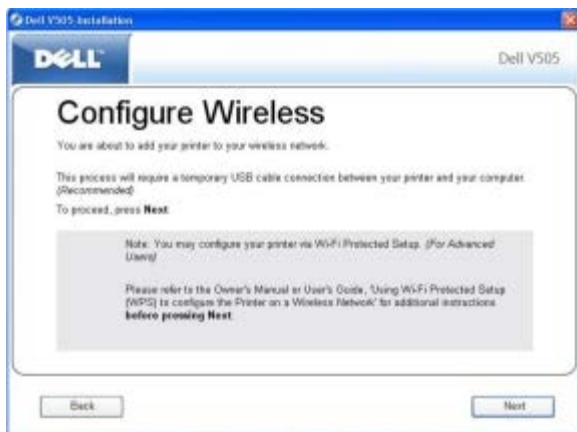 Dell V505 Installation
DELL
Dell V505
Configure Wireless
You are about to add your printer to your wireless network.
This process will require a temporary USB cable connection between your printer and your computer.
(Recommended)
To proceed, press Next
Note: You may configure your printer via Wi-Fi Protected Setup. (For Advanced
Users)
Please refer to the Owner's Manual or User's Guide, 'Using Wi-Fi Protected Setup
(WPS) to configure the Printer on a Wireless Network' for additional instructions
before pressing Next.
Back
Next